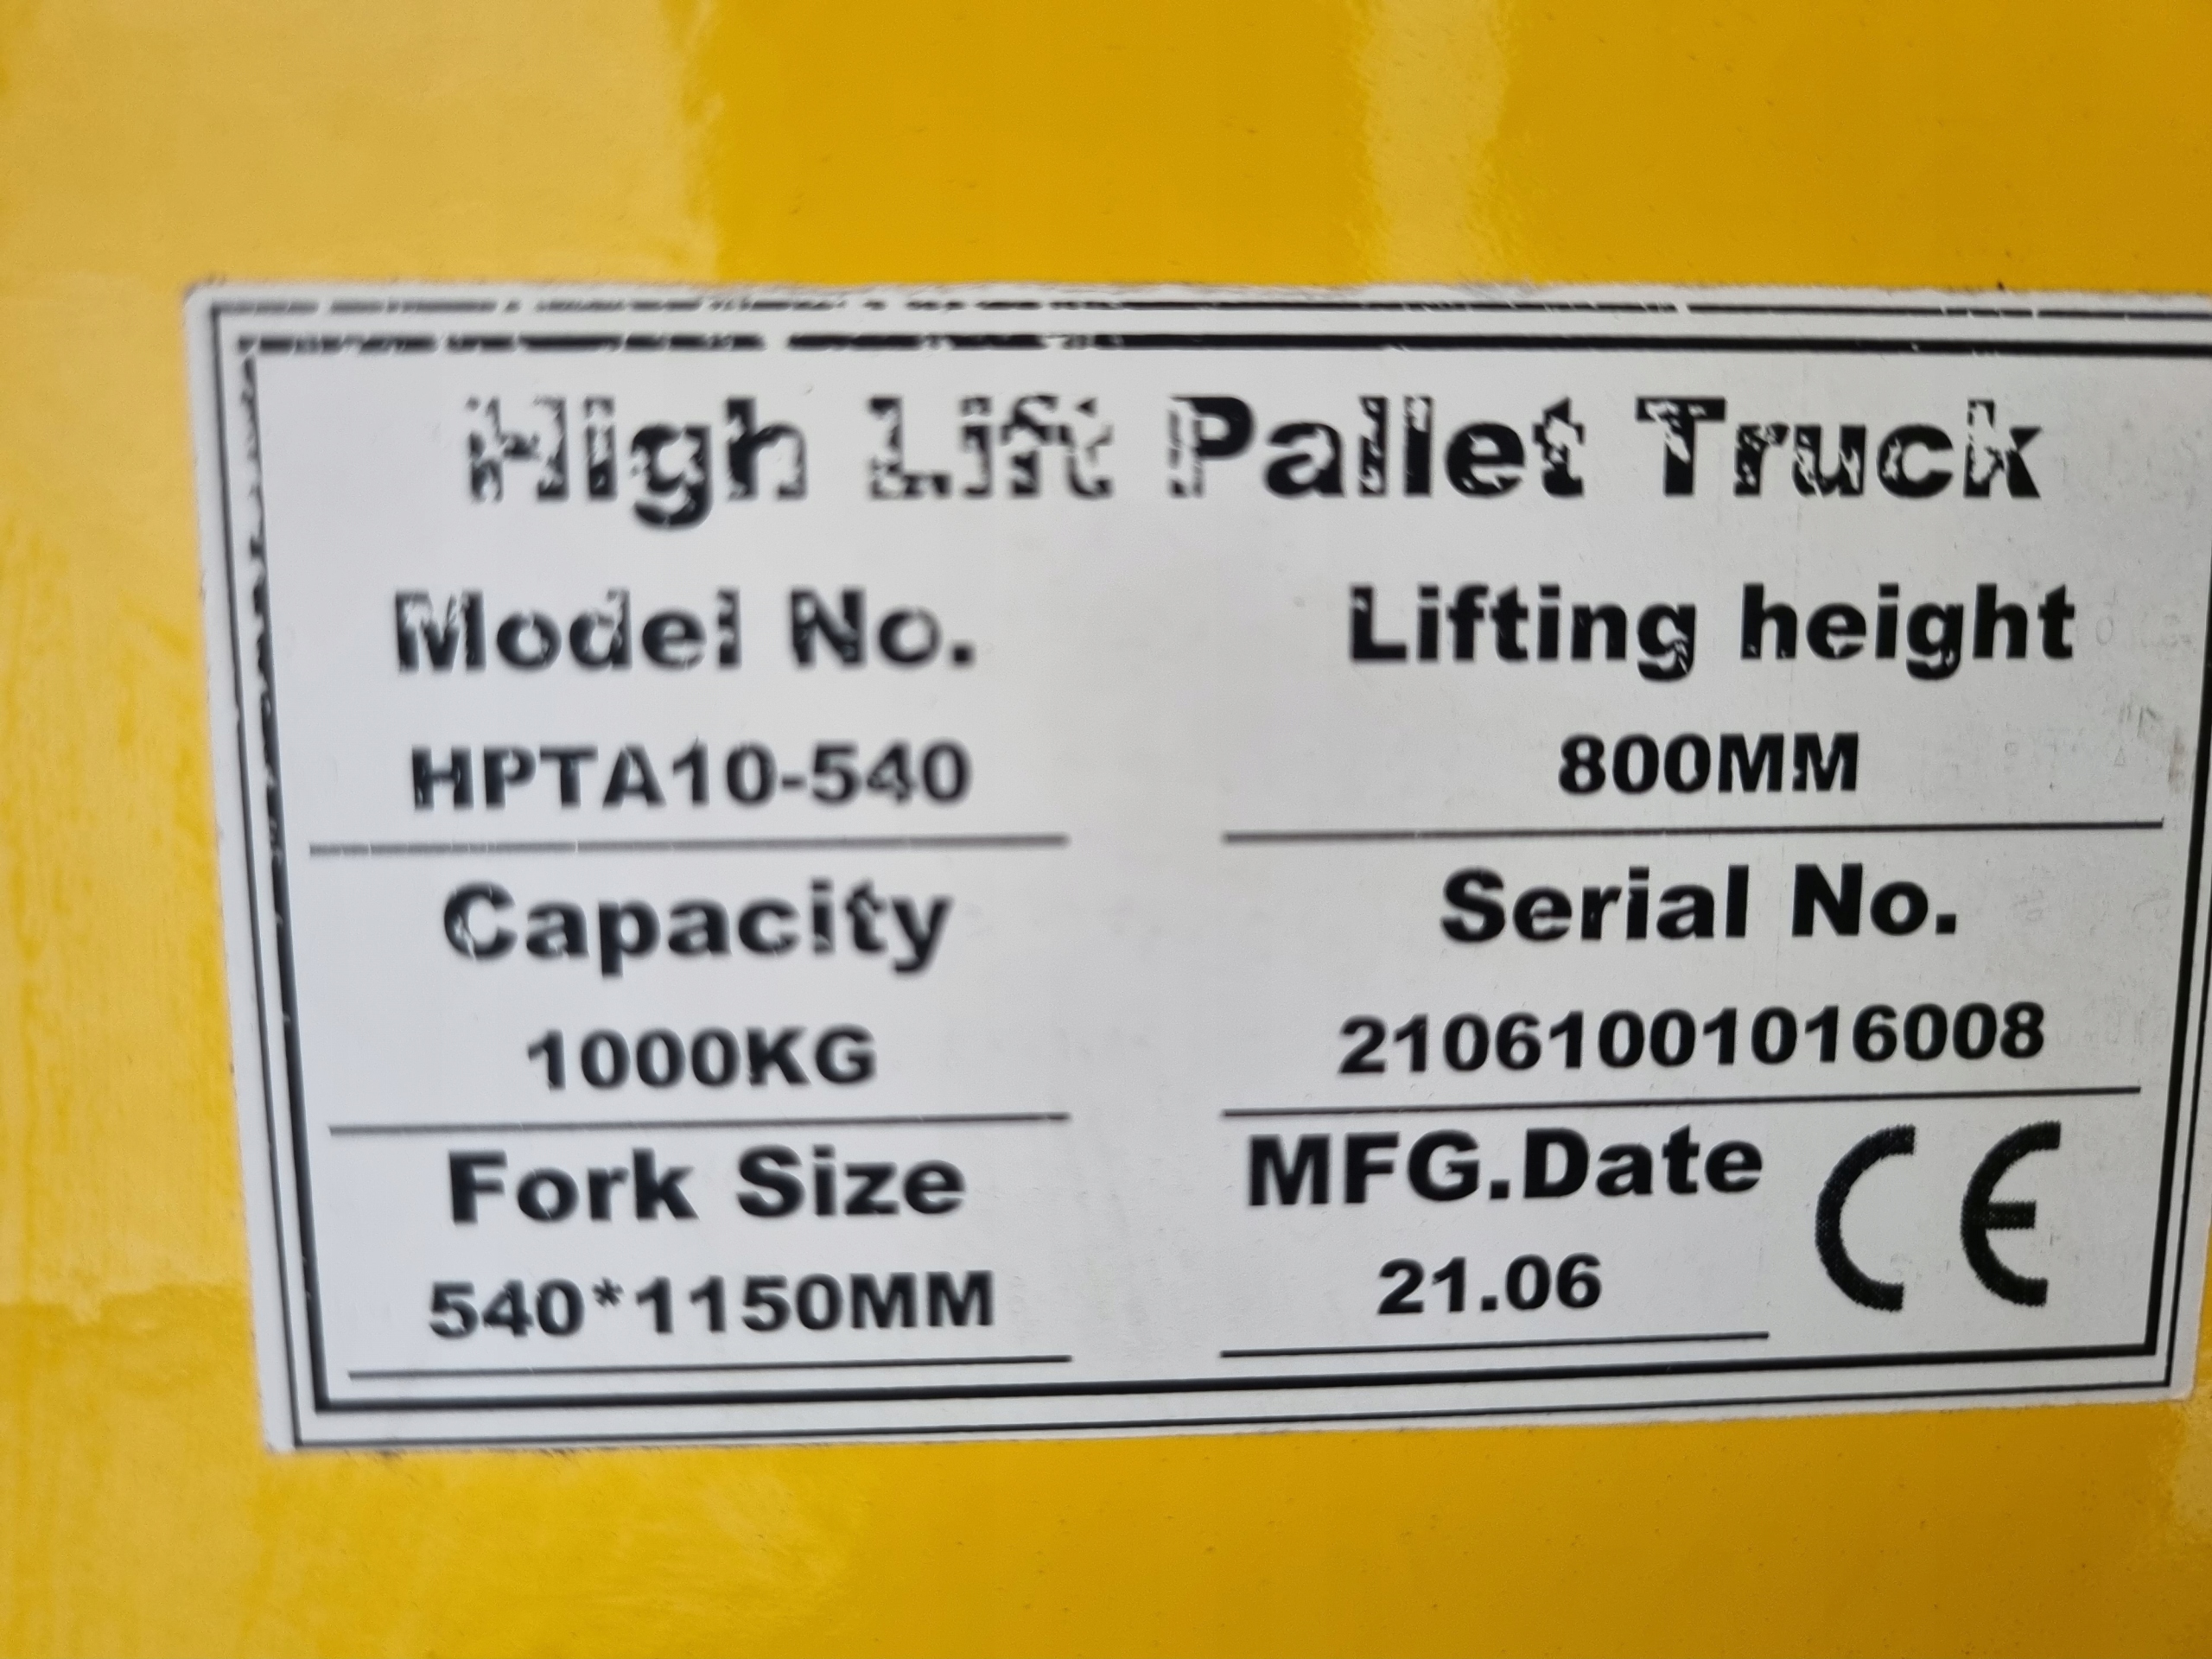 High Lift Pallet Truck
Model No.
Lifting height
HPTA10-540
800MM
Capacity
Serial No.
1000KG
21061001016008
Fork Size
MFG.Date
CE
540*1150MM
21.06